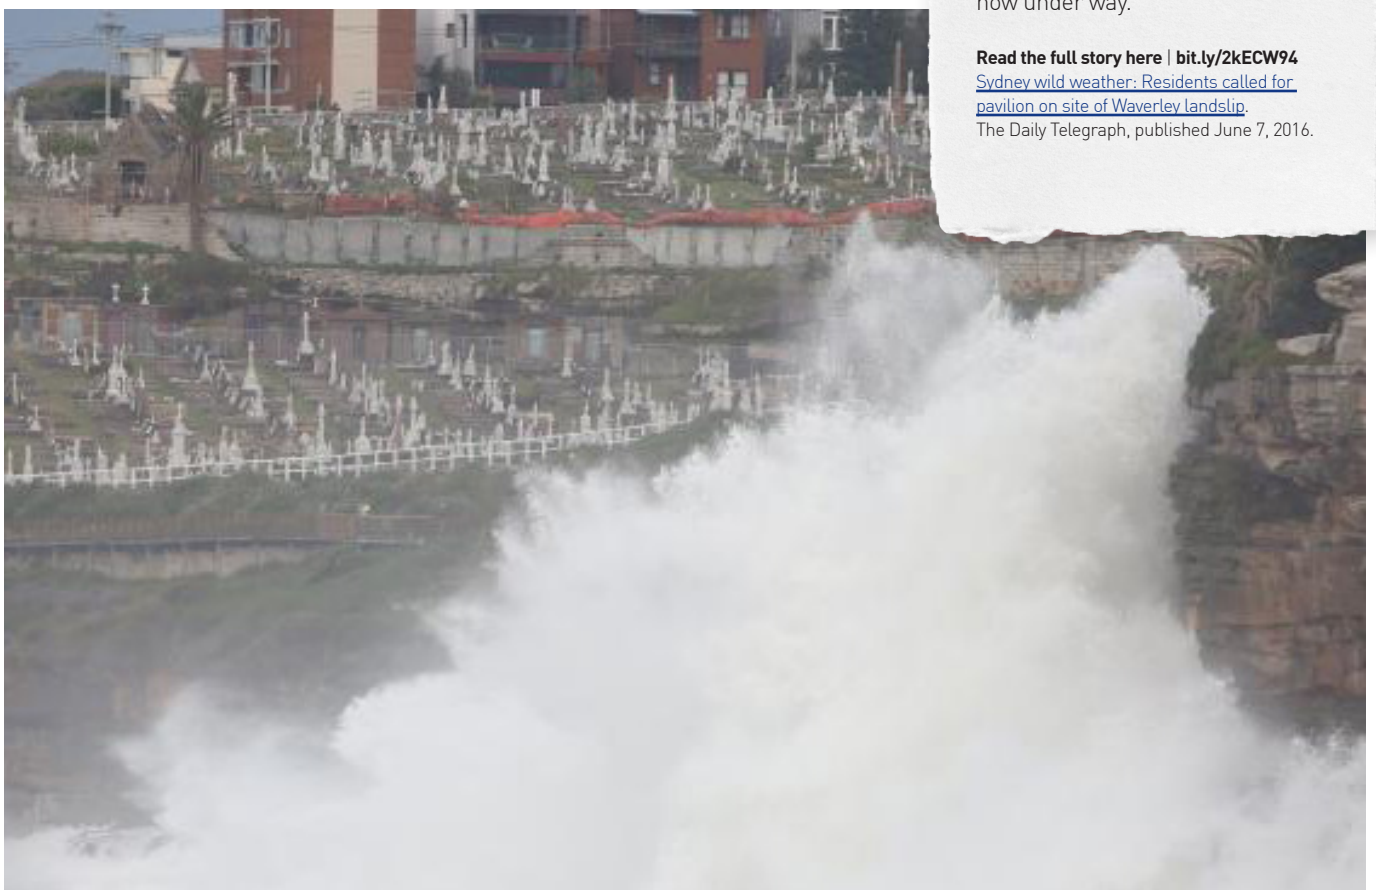 now under way.
Read the full story here | bit.ly/2kECW94
Sydney wild weather: Residents called for
pavilion on site of Waverley landslip.
The Daily Telegraph, published June 7, 2016.